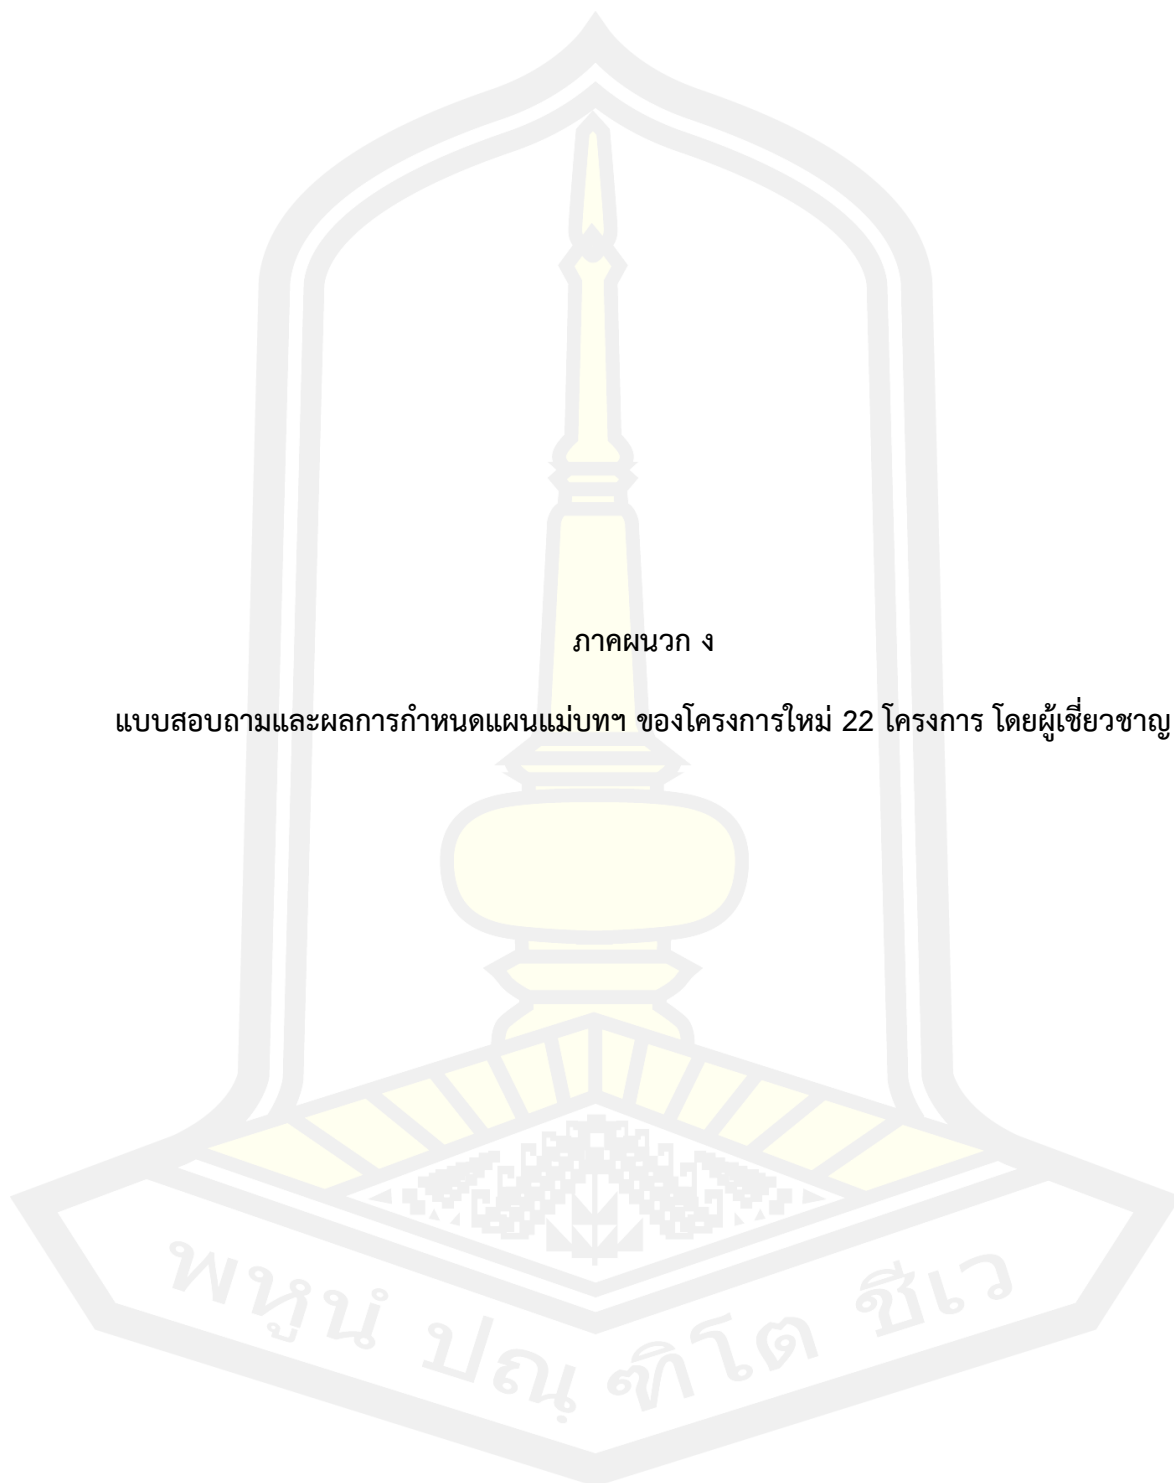 ภาคผนวก ง
แบบสอบถามและผลการกำหนดแผนแม่บทฯ ของโครงการใหม่ 22 โครงการ โดยผู้เชี่ยวชาญ
พหูนํ ปณฺฑิโต ชีเว